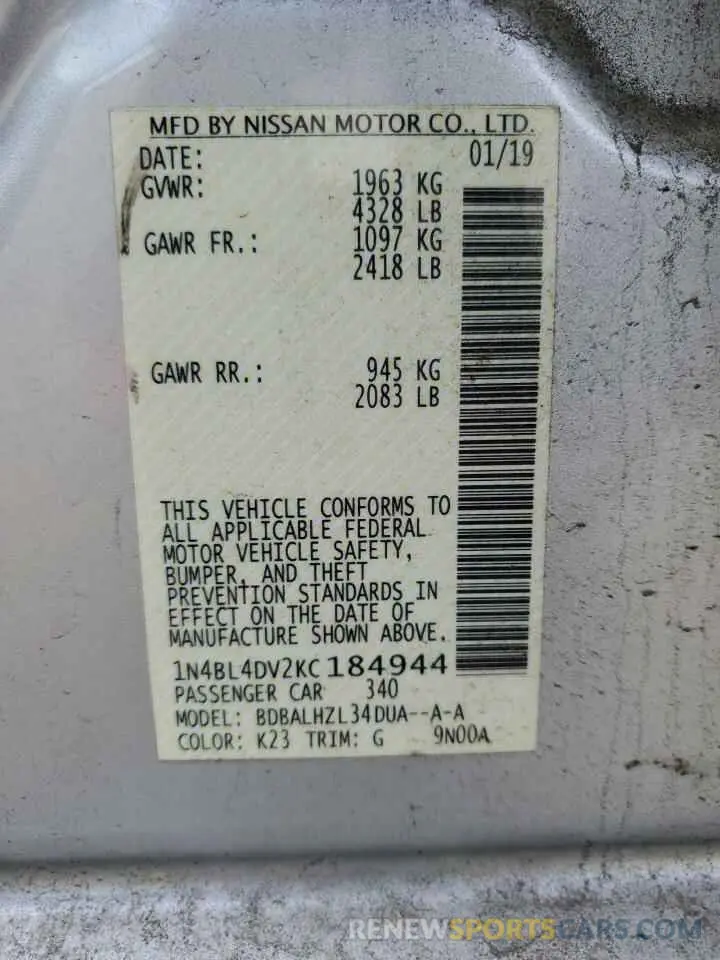 MFD BY NISSAN MOTOR CO., LTD.
DATE: 01/19
GVWR: 1963 KG
4328 LB
GAWR FR.: 1097 KG
2418 LB
GAWR RR.: 945 KG
2083 LB
THIS VEHICLE CONFORMS TO
ALL APPLICABLE FEDERAL
MOTOR VEHICLE SAFETY,
BUMPER, AND THEFT
PREVENTION STANDARDS IN
EFFECT ON THE DATE OF
MANUFACTURE SHOWN ABOVE.
1N4BL4DV2KC184944
PASSENGER CAR 340
MODEL: BDBALHZL34DUA--A-A
COLOR: K23 TRIM: G 9N00A
RENEWSPORTSCARS.COM